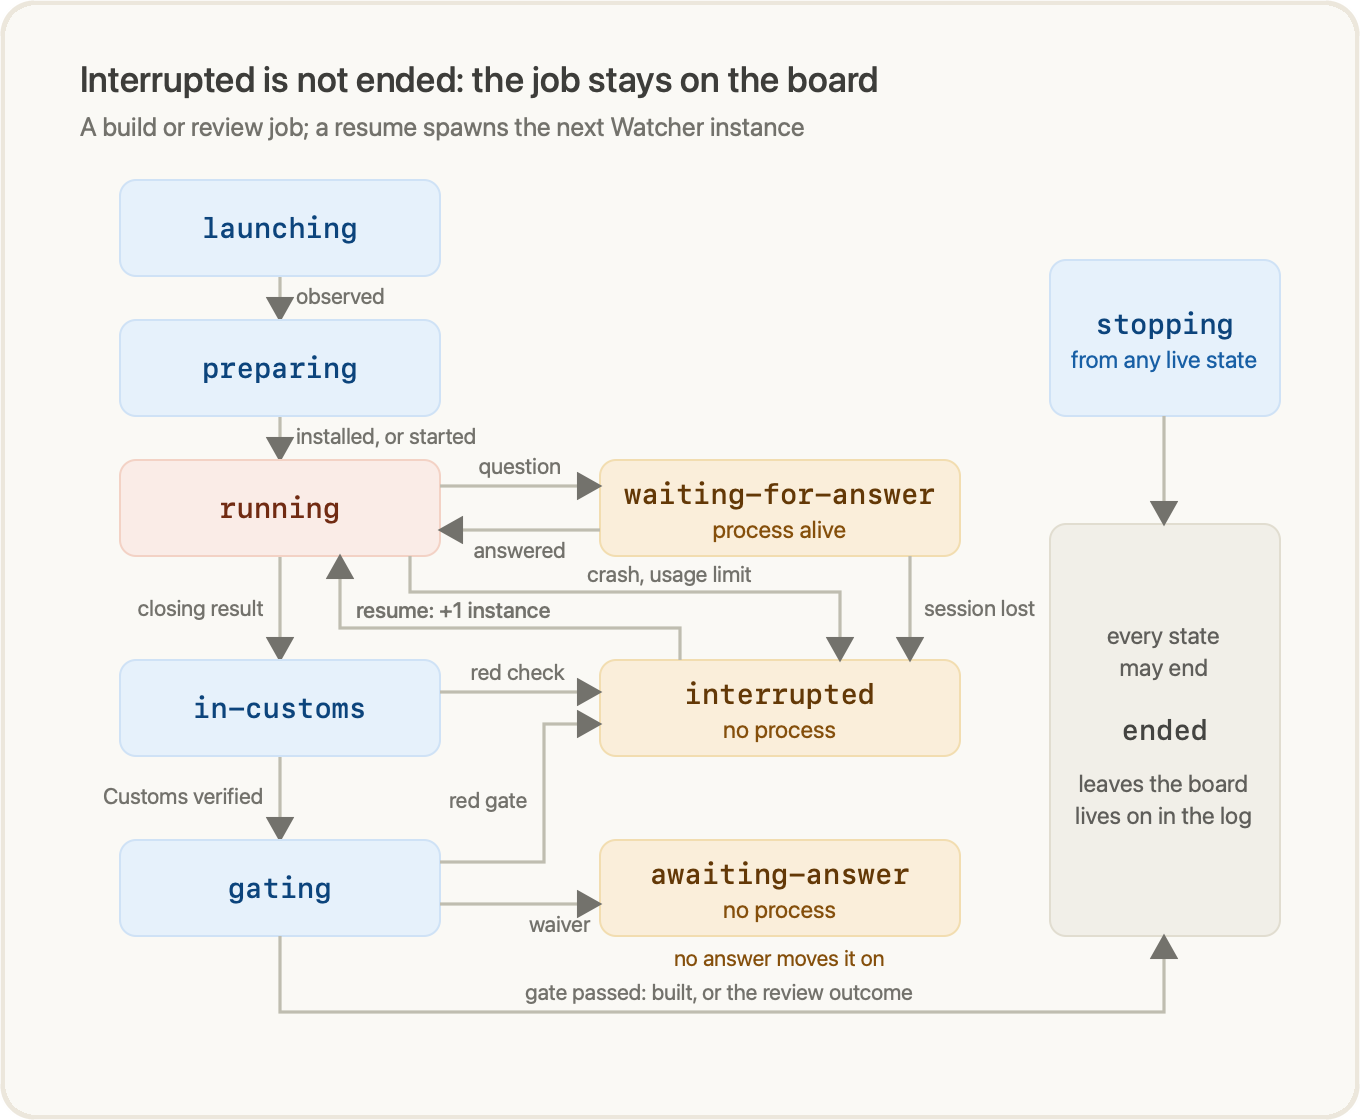 Interrupted is not ended: the job stays on the board
A build or review job; a resume spawns the next Watcher instance
launching
observed
preparing
installed, or started
stopping
from any live state
running
question
answered
waiting-for-answer
process alive
crash, usage limit
resume: +1 instance
closing result
session lost
in-customs
red check
interrupted
no process
Customs verified
red gate
gating
waiver
awaiting-answer
no process
no answer moves it on
gate passed: built, or the review outcome
every state
may end
ended
leaves the board
lives on in the log